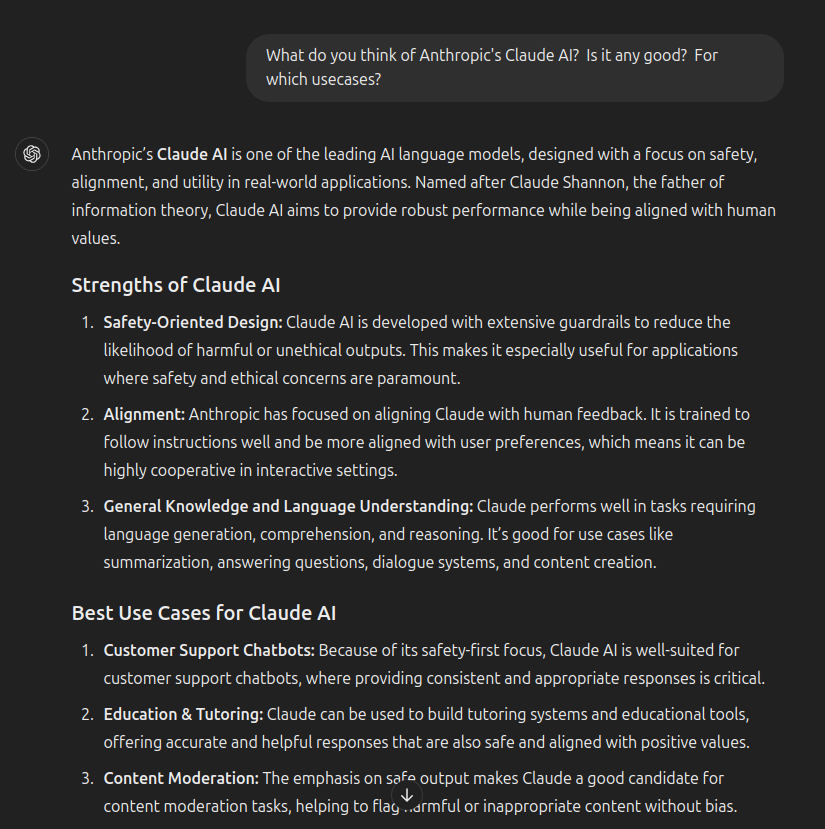 What do you think of Anthropic's Claude AI? Is it any good? For
which usecases?
Anthropic’s Claude AI is one of the leading AI language models, designed with a focus on safety,
alignment, and utility in real-world applications. Named after Claude Shannon, the father of
information theory, Claude AI aims to provide robust performance while being aligned with human
values.
Strengths of Claude AI
1. Safety-Oriented Design: Claude AI is developed with extensive guardrails to reduce the
likelihood of harmful or unethical outputs. This makes it especially useful for applications
where safety and ethical concerns are paramount.
2. Alignment: Anthropic has focused on aligning Claude with human feedback. It is trained to
follow instructions well and be more aligned with user preferences, which means it can be
highly cooperative in interactive settings.
3. General Knowledge and Language Understanding: Claude performs well in tasks requiring
language generation, comprehension, and reasoning. It’s good for use cases like
summarization, answering questions, dialogue systems, and content creation.
Best Use Cases for Claude AI
1. Customer Support Chatbots: Because of its safety-first focus, Claude AI is well-suited for
customer support chatbots, where providing consistent and appropriate responses is critical.
2. Education & Tutoring: Claude can be used to build tutoring systems and educational tools,
offering accurate and helpful responses that are also safe and aligned with positive values.
3. Content Moderation: The emphasis on safe output makes Claude a good candidate for
content moderation tasks, helping to flag harmful or inappropriate content without bias.